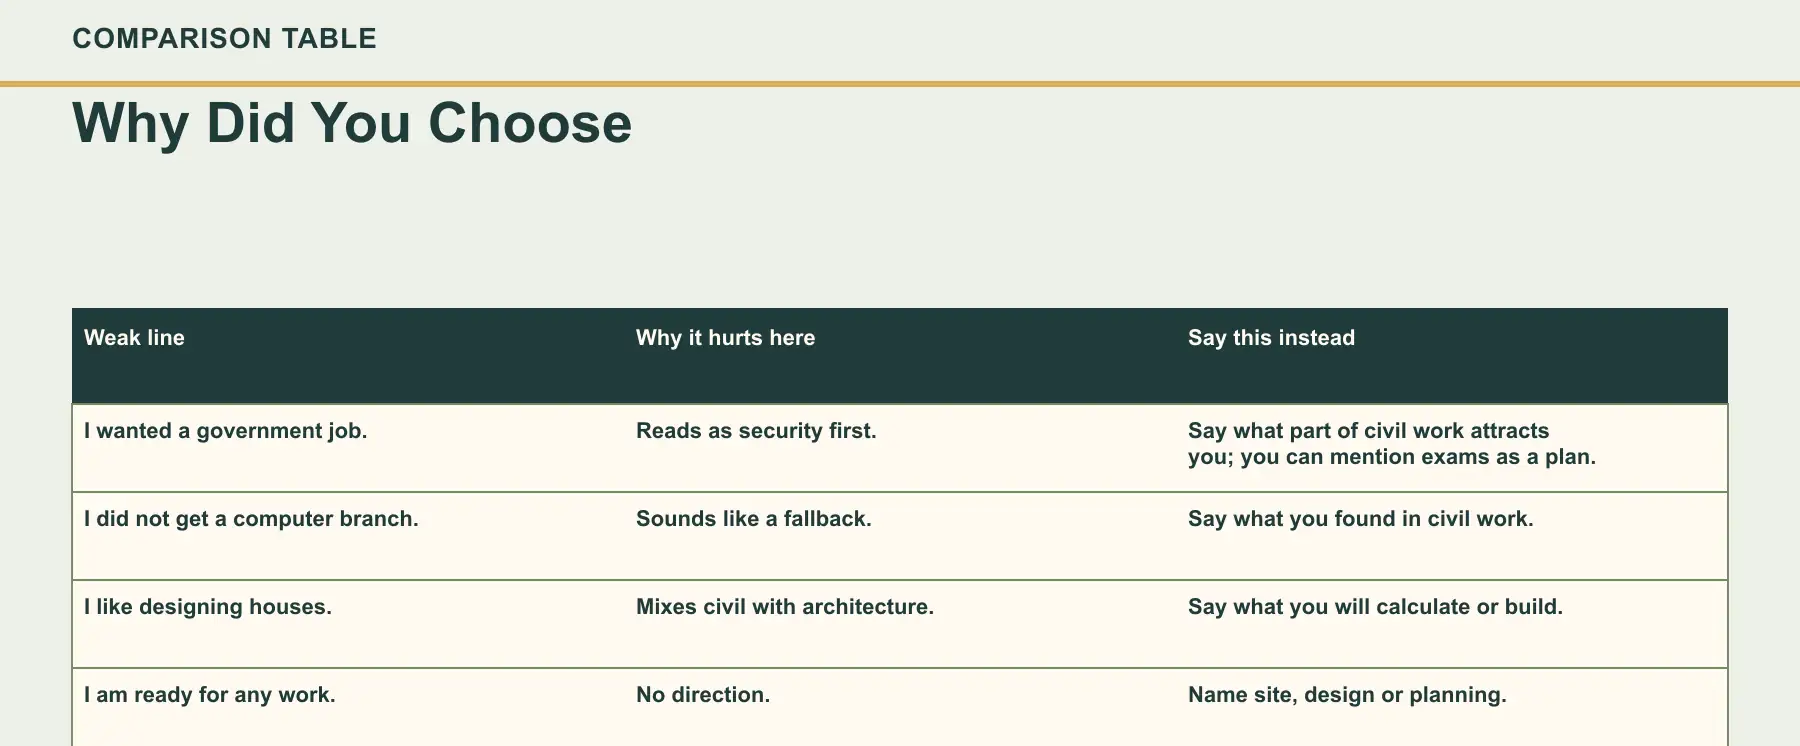 COMPARISON TABLE
Why Did You Choose
Weak line
Why it hurts here
Say this instead
I wanted a government job.
Reads as security first.
Say what part of civil work attracts
you; you can mention exams as a plan.
I did not get a computer branch.
Sounds like a fallback.
Say what you found in civil work.
I like designing houses.
Mixes civil with architecture.
Say what you will calculate or build.
I am ready for any work.
No direction.
Name site, design or planning.